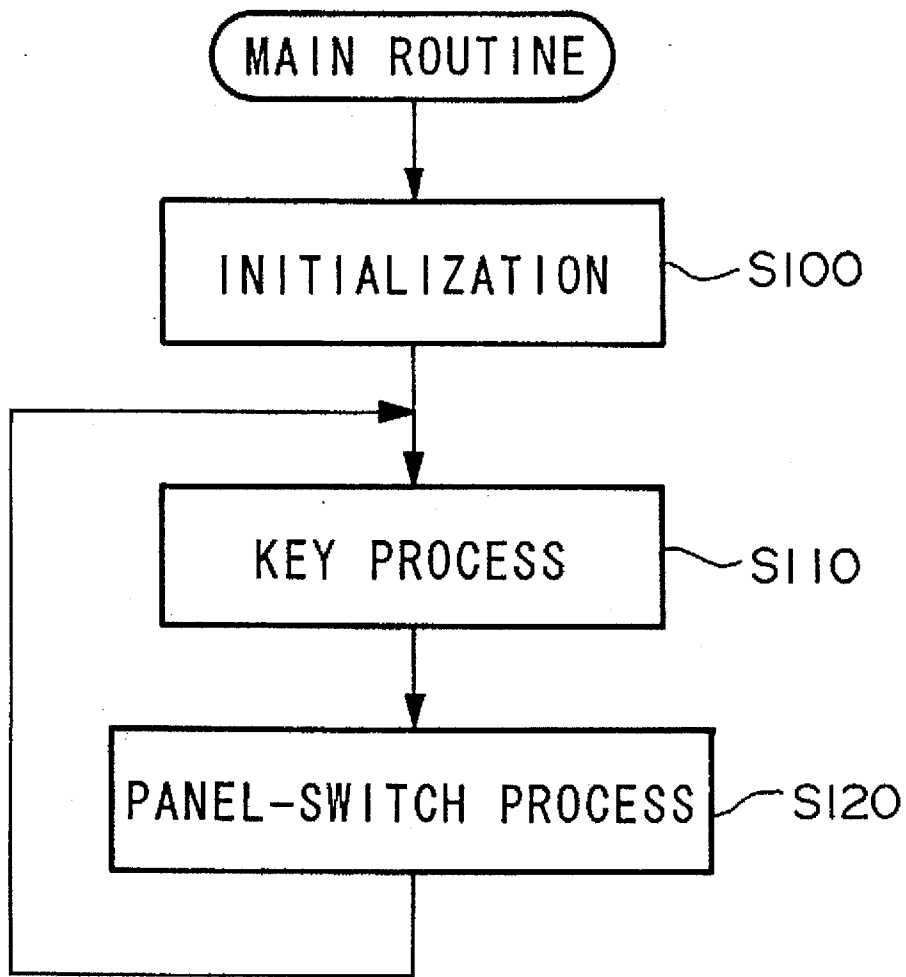 MAIN ROUTINE
INITIALIZATION
S100
KEY PROCESS
S110
PANEL-SWITCH PROCESS
S120